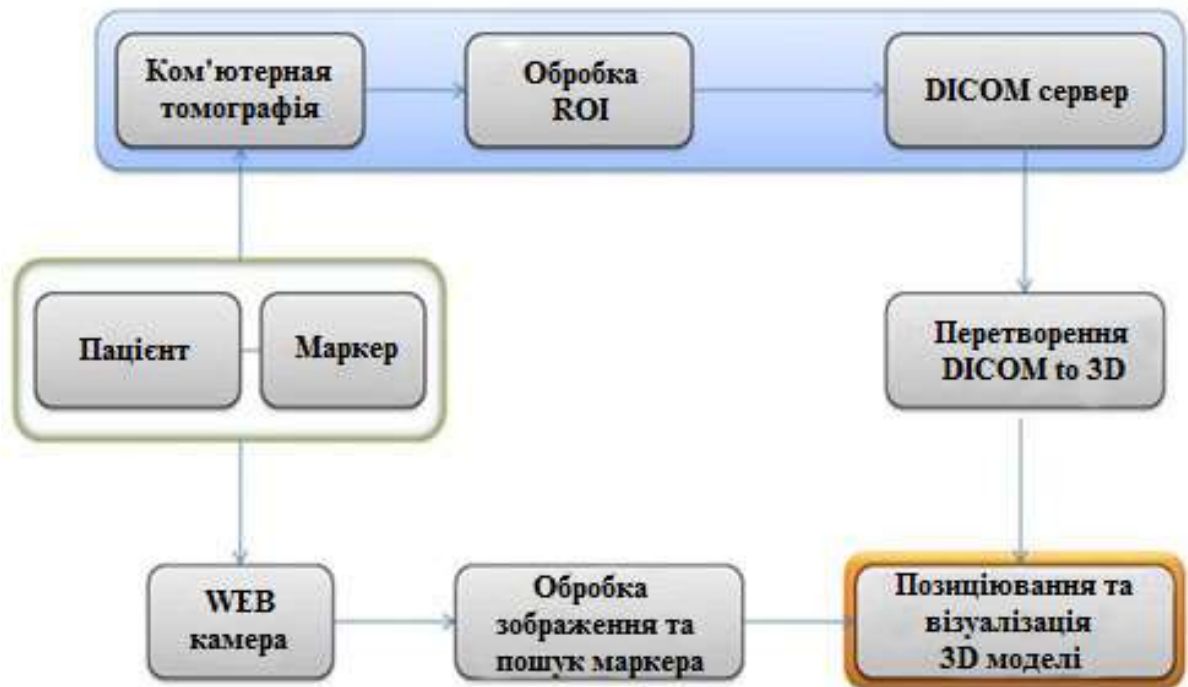 Ком'ютерная
томографія
Обробка
ROI
DICOM сервер
Пацієнт
Маркер
Перетворення
DICOM to 3D
WEB
камера
Обробка
зображення та
пошук маркера
Позиціювання та
візуалізація
3D моделі